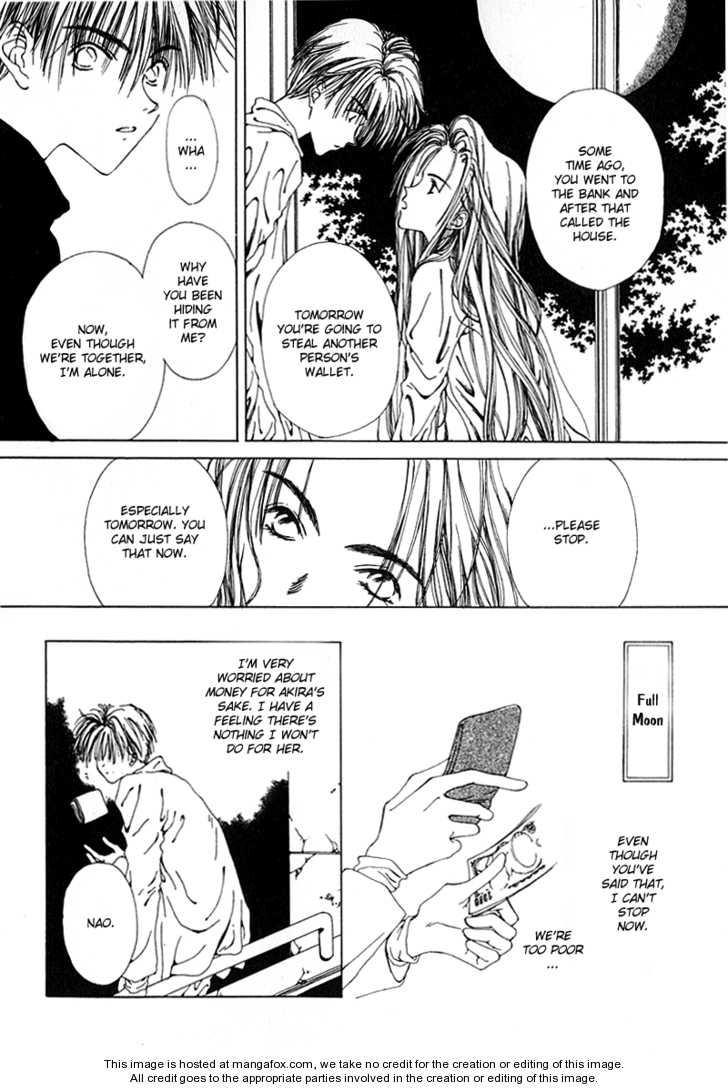 SOME
TIME AGO,
YOU WENT TO
THE BANK AND
AFTER THAT
CALLED THE
HOUSE.
TOMORROW
YOU'RE GOING TO
STEAL ANOTHER
PERSON'S
WALLET.
...
WHA
...
WHY
HAVE YOU
BEEN
HIDING
IT FROM
ME?
NOW,
EVEN THOUGH
WE'RE TOGETHER,
I'M ALONE.
...PLEASE
STOP.
ESPECIALLY
TOMORROW. YOU
CAN JUST SAY
THAT NOW.
Full
Moon
EVEN
THOUGH
YOU'VE
SAID THAT,
I CAN'T
STOP
NOW.
WE'RE
TOO POOR
...
I'M VERY
WORRIED ABOUT
MONEY FOR AKIRA'S
SAKE. I HAVE A
FEELING THERE'S
NOTHING I WON'T
DO FOR HER.
NAO.
This image is hosted at mangafox.com, we take no credit for the creation or editing of this image.
All credit goes to the appropriate parties involved in the creation or editing of this image.